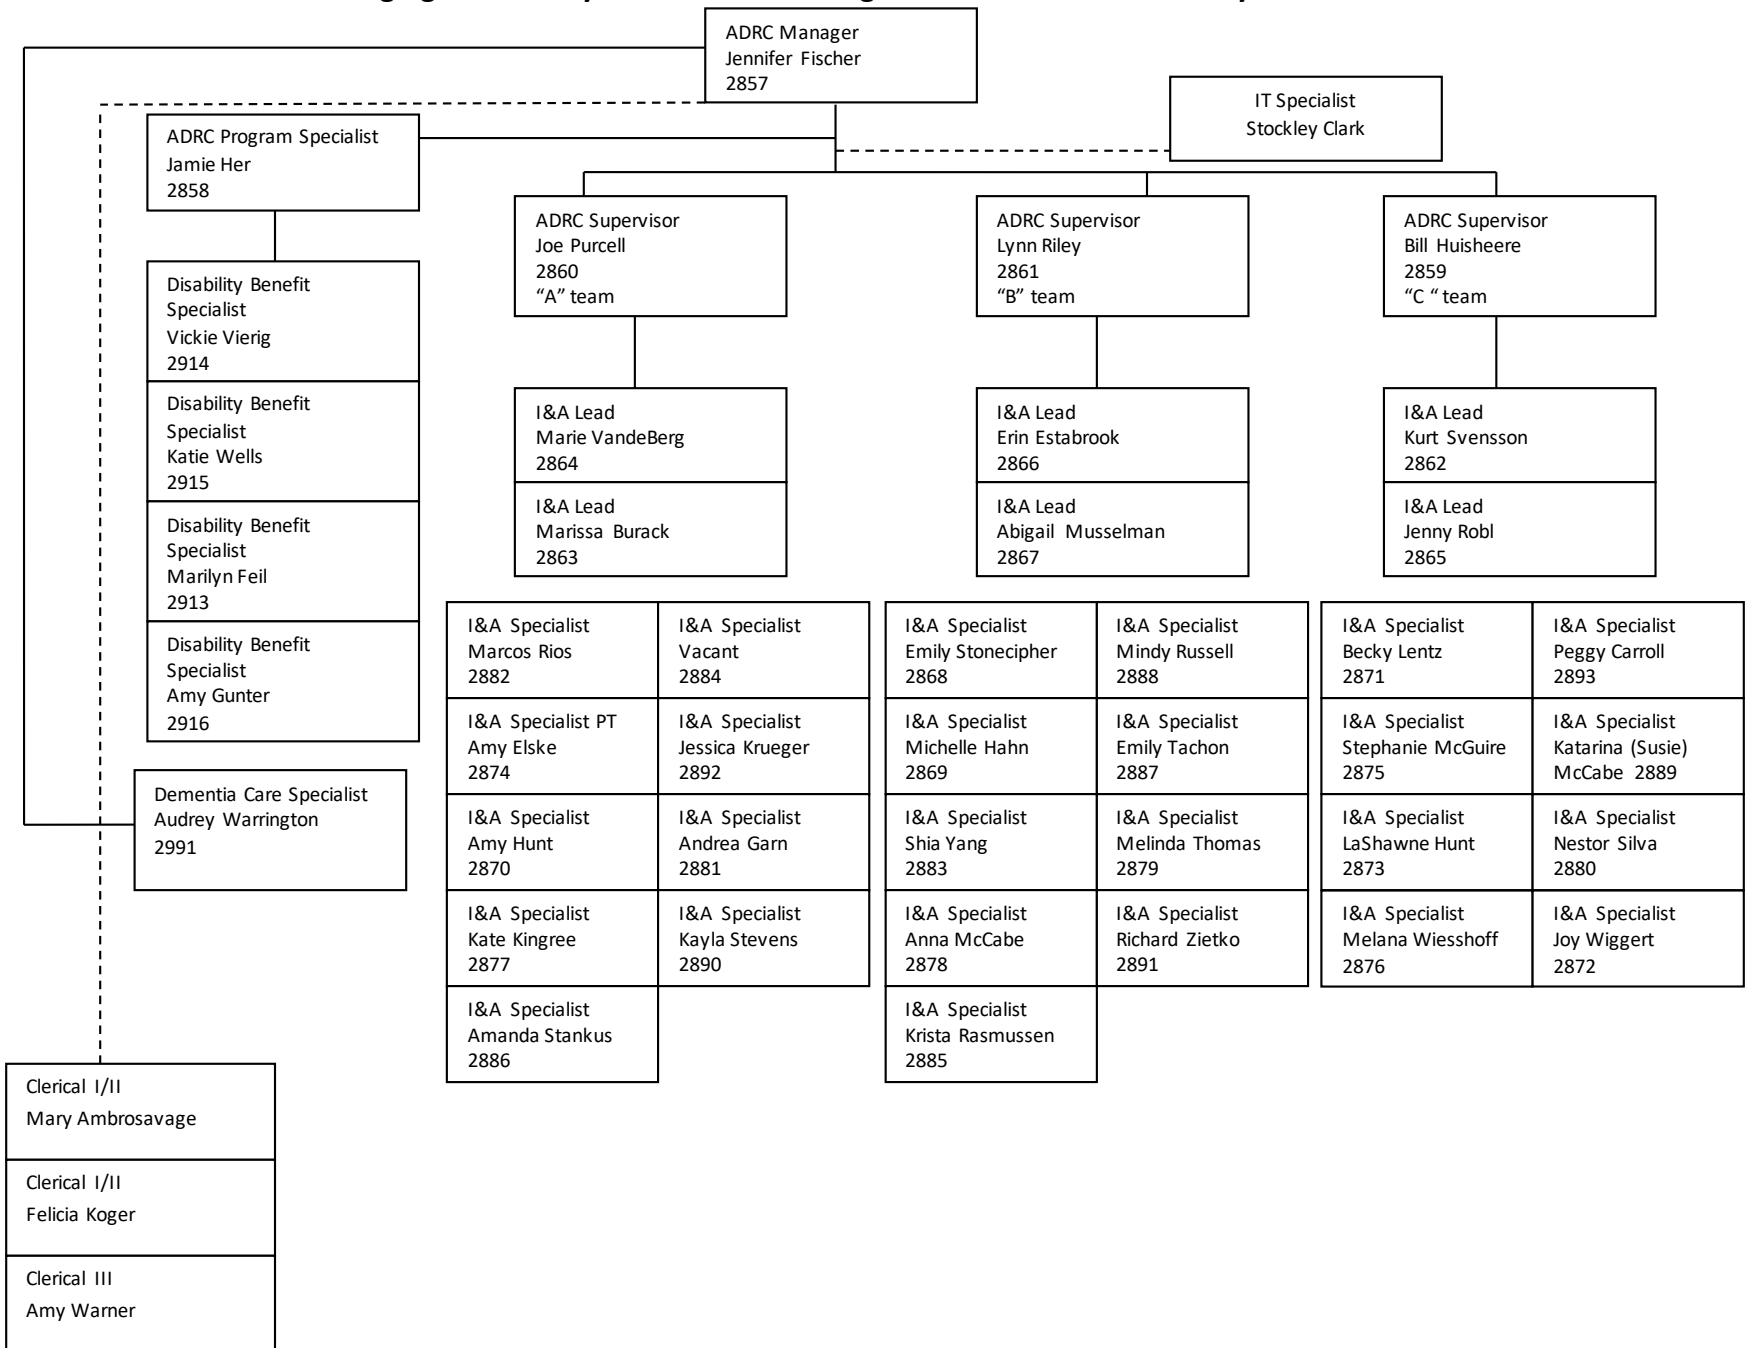 ADRC Manager
Jennifer Fischer
2857
IT Specialist
Stockley Clark
ADRC Program Specialist
Jamie Her
2858
ADRC Supervisor
Joe Purcell
2860
“A” team
ADRC Supervisor
Lynn Riley
2861
“B” team
ADRC Supervisor
Bill Huisheere
2859
“C “ team
Disability Benefit
Specialist
Vickie Vierig
2914
Disability Benefit
Specialist
Katie Wells
2915
Disability Benefit
Specialist
Marilyn Feil
2913
Disability Benefit
Specialist
Amy Gunter
2916
Dementia Care Specialist
Audrey Warrington
2991
I&A Lead
Marie VandeBerg
2864
I&A Lead
Marissa Burack
2863
I&A Lead
Erin Estabrook
2866
I&A Lead
Abigail Musselman
2867
I&A Lead
Kurt Svensson
2862
I&A Lead
Jenny Robl
2865
I&A Specialist
Marcos Rios
2882
I&A Specialist
Vacant
2884
I&A Specialist PT
Amy Elske
2874
I&A Specialist
Jessica Krueger
2892
I&A Specialist
Amy Hunt
2870
I&A Specialist
Andrea Garn
2881
I&A Specialist
Kate Kingree
2877
I&A Specialist
Kayla Stevens
2890
I&A Specialist
Amanda Stankus
2886
I&A Specialist
Emily Stonecipher
2868
I&A Specialist
Mindy Russell
2888
I&A Specialist
Michelle Hahn
2869
I&A Specialist
Emily Tachon
2887
I&A Specialist
Shia Yang
2883
I&A Specialist
Melinda Thomas
2879
I&A Specialist
Anna McCabe
2878
I&A Specialist
Richard Zietko
2891
I&A Specialist
Krista Rasmussen
2885
I&A Specialist
Becky Lentz
2871
I&A Specialist
Peggy Carroll
2893
I&A Specialist
Stephanie McGuire
2875
I&A Specialist
Katarina (Susie)
McCabe 2889
I&A Specialist
LaShawne Hunt
2873
I&A Specialist
Nestor Silva
2880
I&A Specialist
Melana Wiesshoff
2876
I&A Specialist
Joy Wiggert
2872
Clerical I/II
Mary Ambrosavage
Clerical I/II
Felicia Koger
Clerical III
Amy Warner